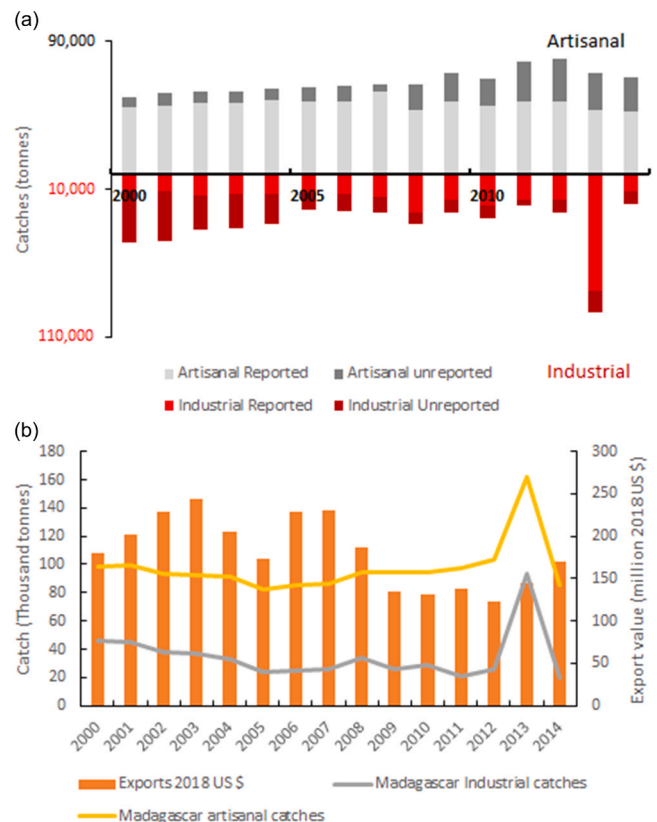 (a)
90,000
Artisanal
Catches (tonnes)
10,000
2000
2005
2010
110,000
Industrial
Artisanal Reported
Artisanal unreported
Industrial Reported
Industrial Unreported
(b)
180
160
140
120
100
80
60
40
20
0
Catch (Thousand tonnes)
300
250
200
150
100
50
0
Export value (million 2018 US $)
2000 2001 2002 2003 2004 2005 2006 2007 2008 2009 2010 2011 2012 2013 2014
Exports 2018 US $
Madagascar Industrial catches
Madagascar artisanal catches